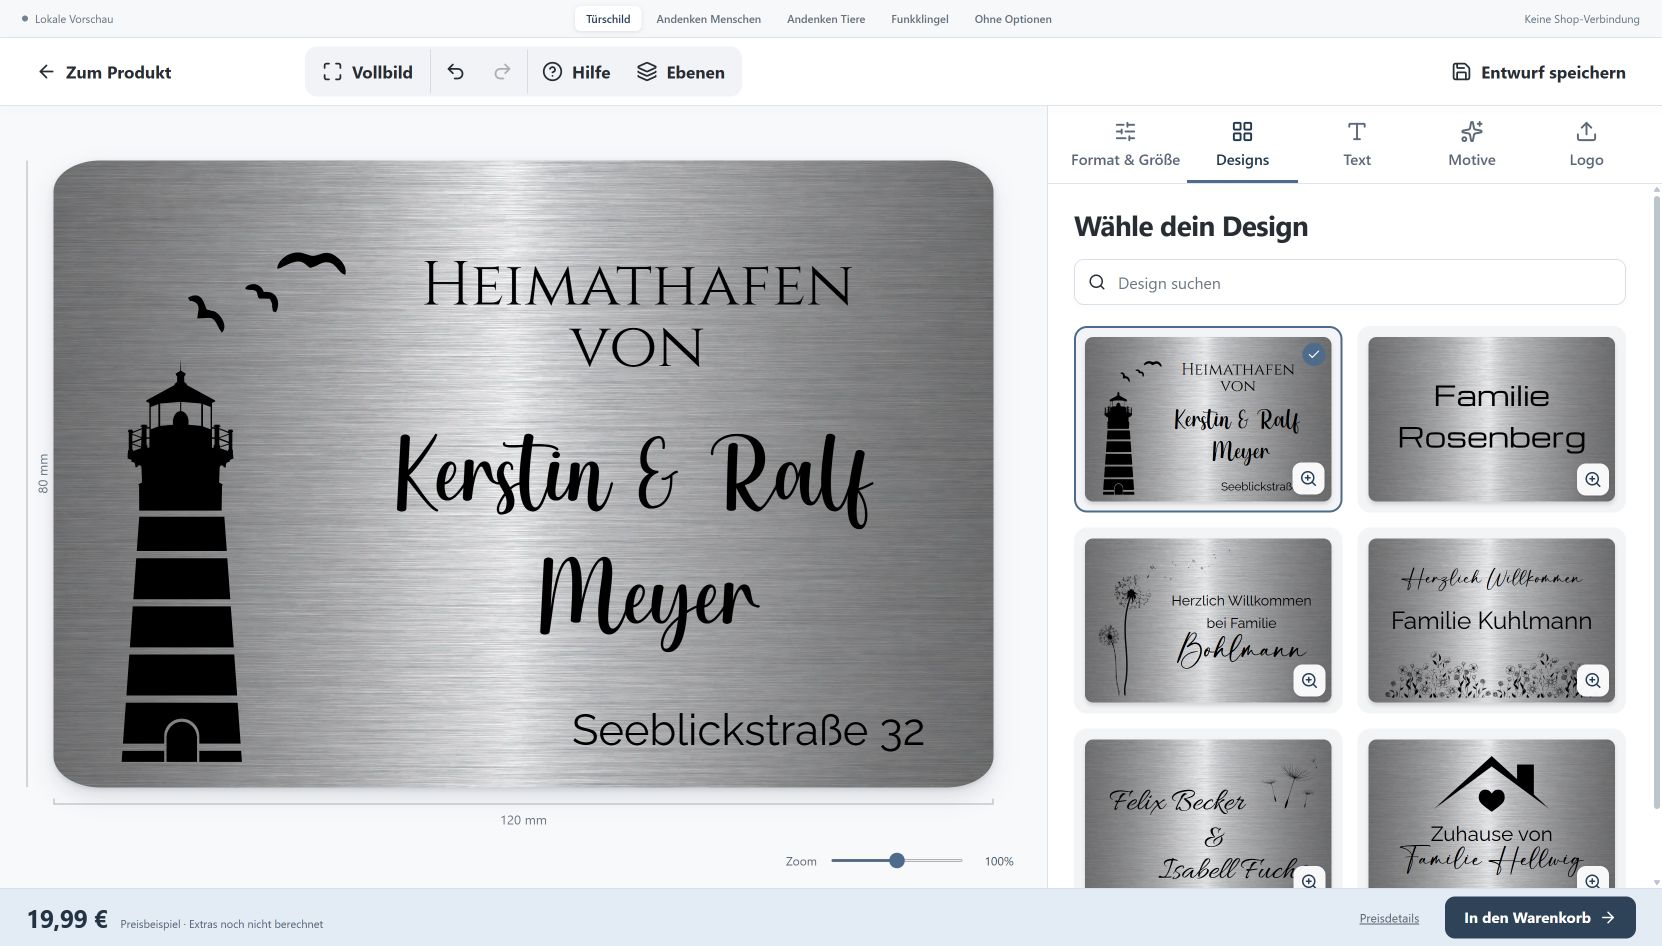 Lokale Vorschau
Türschild
Andenken Menschen
Andenken Tiere
Funkklingel
Ohne Optionen
Keine Shop-Verbindung
Zum Produkt
Vollbild
Hilfe
Ebenen
Entwurf speichern
Format & Größe
Designs
Text
Motive
Logo
80 mm
HEIMATHAFEN
VON
Kerstin & Ralf
Meyer
Seeblickstraße 32
120 mm
Zoom
100%
Wähle dein Design
Design suchen
HEIMATHAFEN
VON
Kerstin & Ralf
Meyer
Seeblickstraß
Familie
Rosenberg
Herzlich Willkommen
bei Familie
Bohlmann
Herzlich Willkommen
Familie Kuhlmann
Felix Becker
&
Isabell Fuch
Zuhause von
Familie Hellwig
19,99 €
Preisbeispiel · Extras noch nicht berechnet
Preisdetails
In den Warenkorb